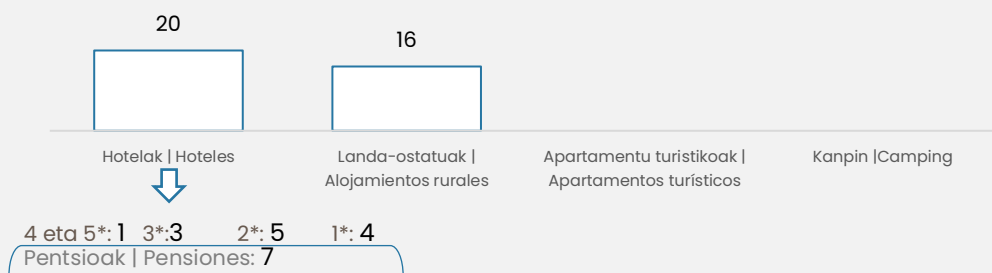 20
16
Hotelak | Hoteles
Landa-ostatuak |
Alojamientos rurales
Apartamentu turistikoak |
Apartamentos turísticos
Kanpin |Camping
4 eta 5*: 1 3*:3 2*: 5 1*: 4
Pentsioak | Pensiones: 7